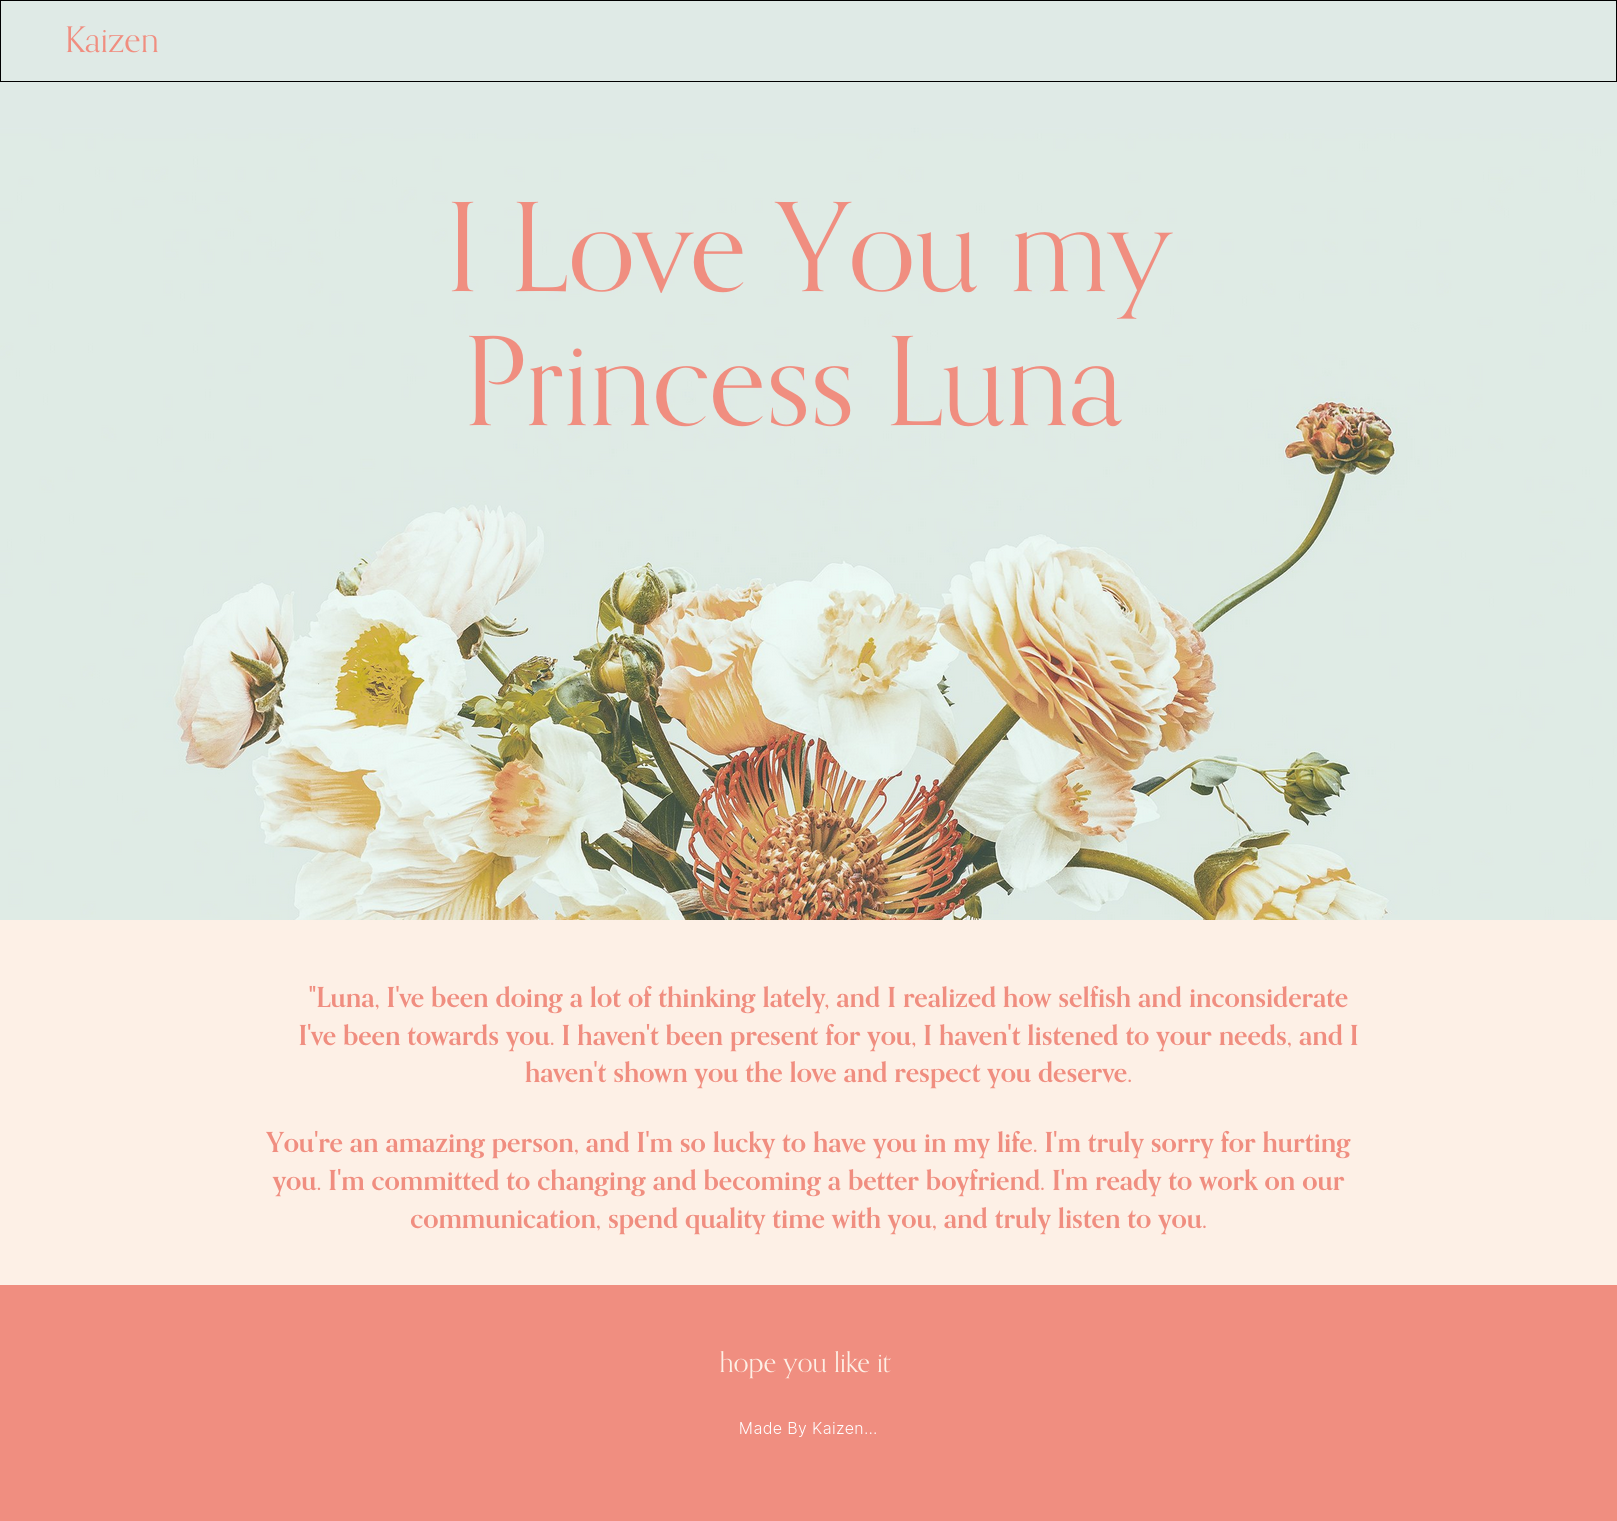 Kaizen
I Love You my
Princess Luna
"Luna, I've been doing a lot of thinking lately, and I realized how selfish and inconsiderate
I've been towards you. I haven't been present for you, I haven't listened to your needs, and I
haven't shown you the love and respect you deserve.
You're an amazing person, and I'm so lucky to have you in my life. I'm truly sorry for hurting
you. I'm committed to changing and becoming a better boyfriend. I'm ready to work on our
communication, spend quality time with you, and truly listen to you.
hope you like it
Made By Kaizen...